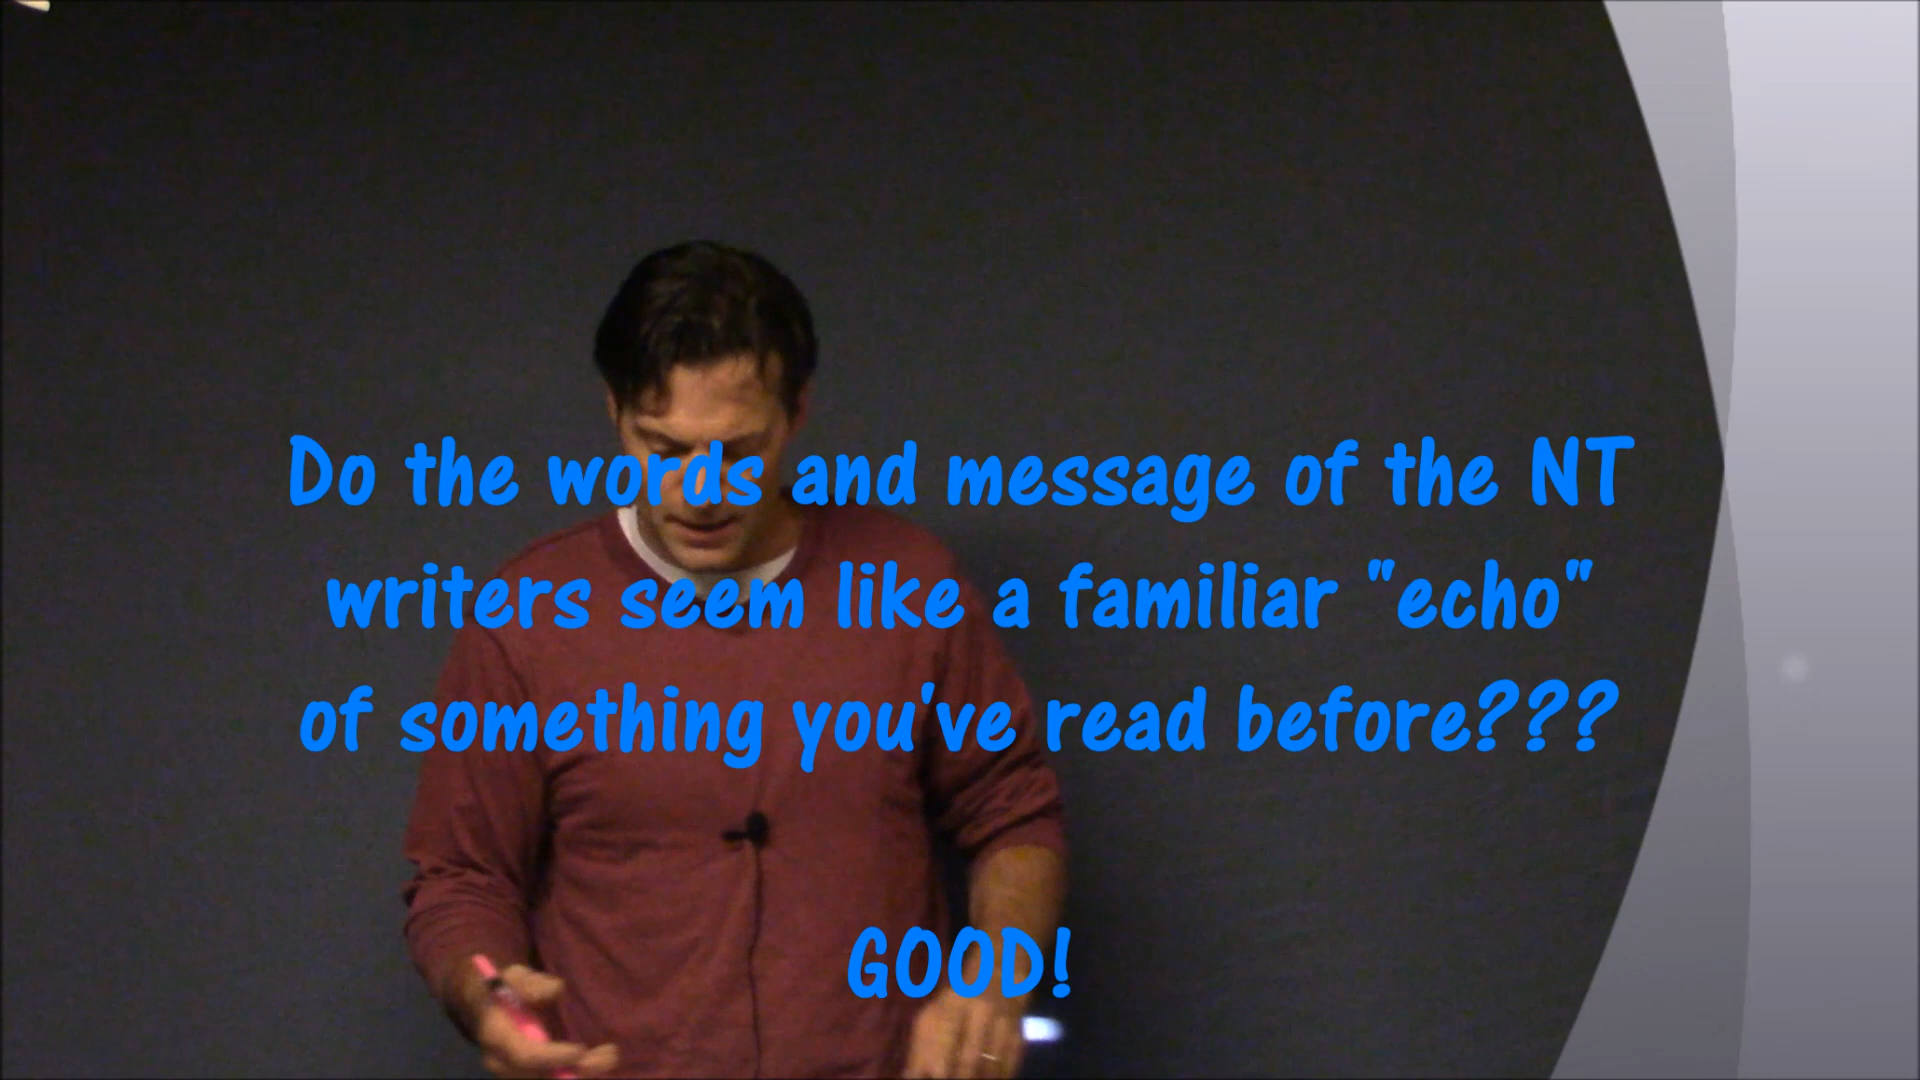 Do the words and message of the NT
writers seem like a familiar "echo"
of something you've read before???
GOOD!